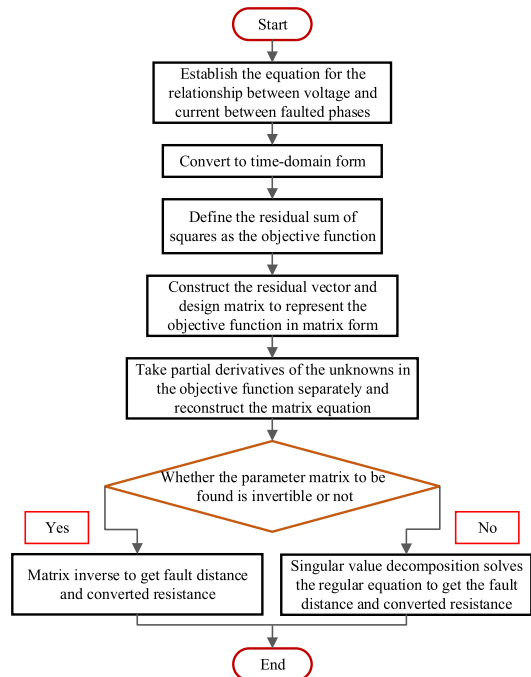 Start
Establish the equation for the
relationship between voltage and
current between faulted phases
Convert to time-domain form
Define the residual sum of
squares as the objective function
Construct the residual vector and
design matrix to represent the
objective function in matrix form
Take partial derivatives of the unknowns in
the objective function separately and
reconstruct the matrix equation
Whether the parameter matrix to be
found is invertible or not
Yes
No
Matrix inverse to get fault distance
and converted resistance
Singular value decomposition solves
the regular equation to get the fault
distance and converted resistance
End